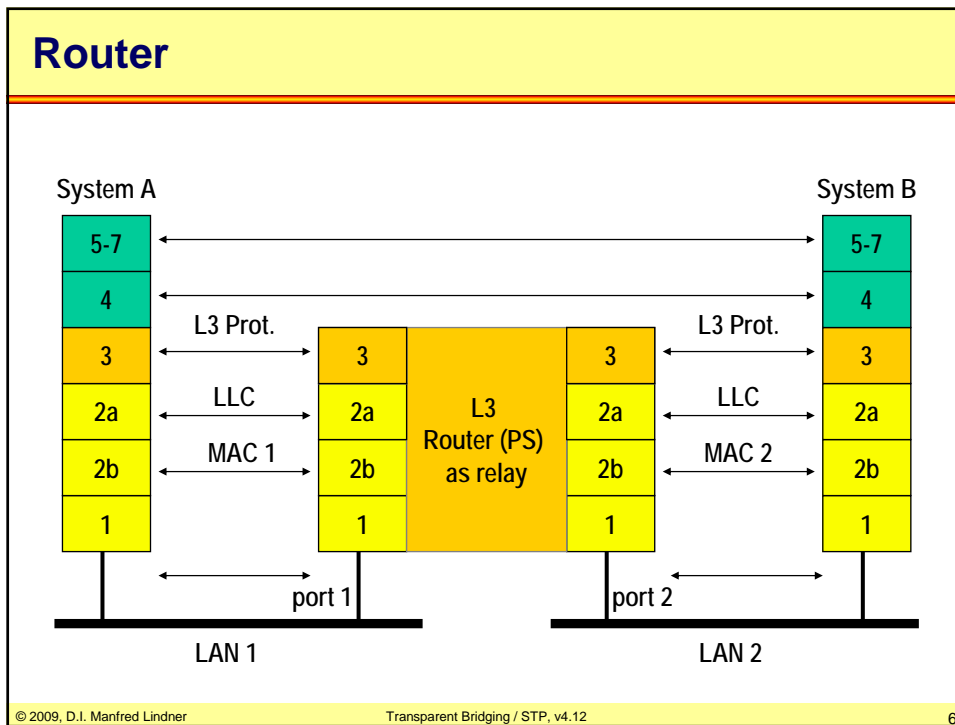 Router
System A
System B
5-7
5-7
4
4
L3 Prot.
L3 Prot.
3
3
3
3
LLC
LLC
2a
2a
L3
Router (PS)
as relay
2a
2a
MAC 1
MAC 2
2b
2b
2b
2b
1
1
1
1
port 1
port 2
LAN 1
LAN 2
© 2009, D.I. Manfred Lindner
Transparent Bridging / STP, v4.12
6